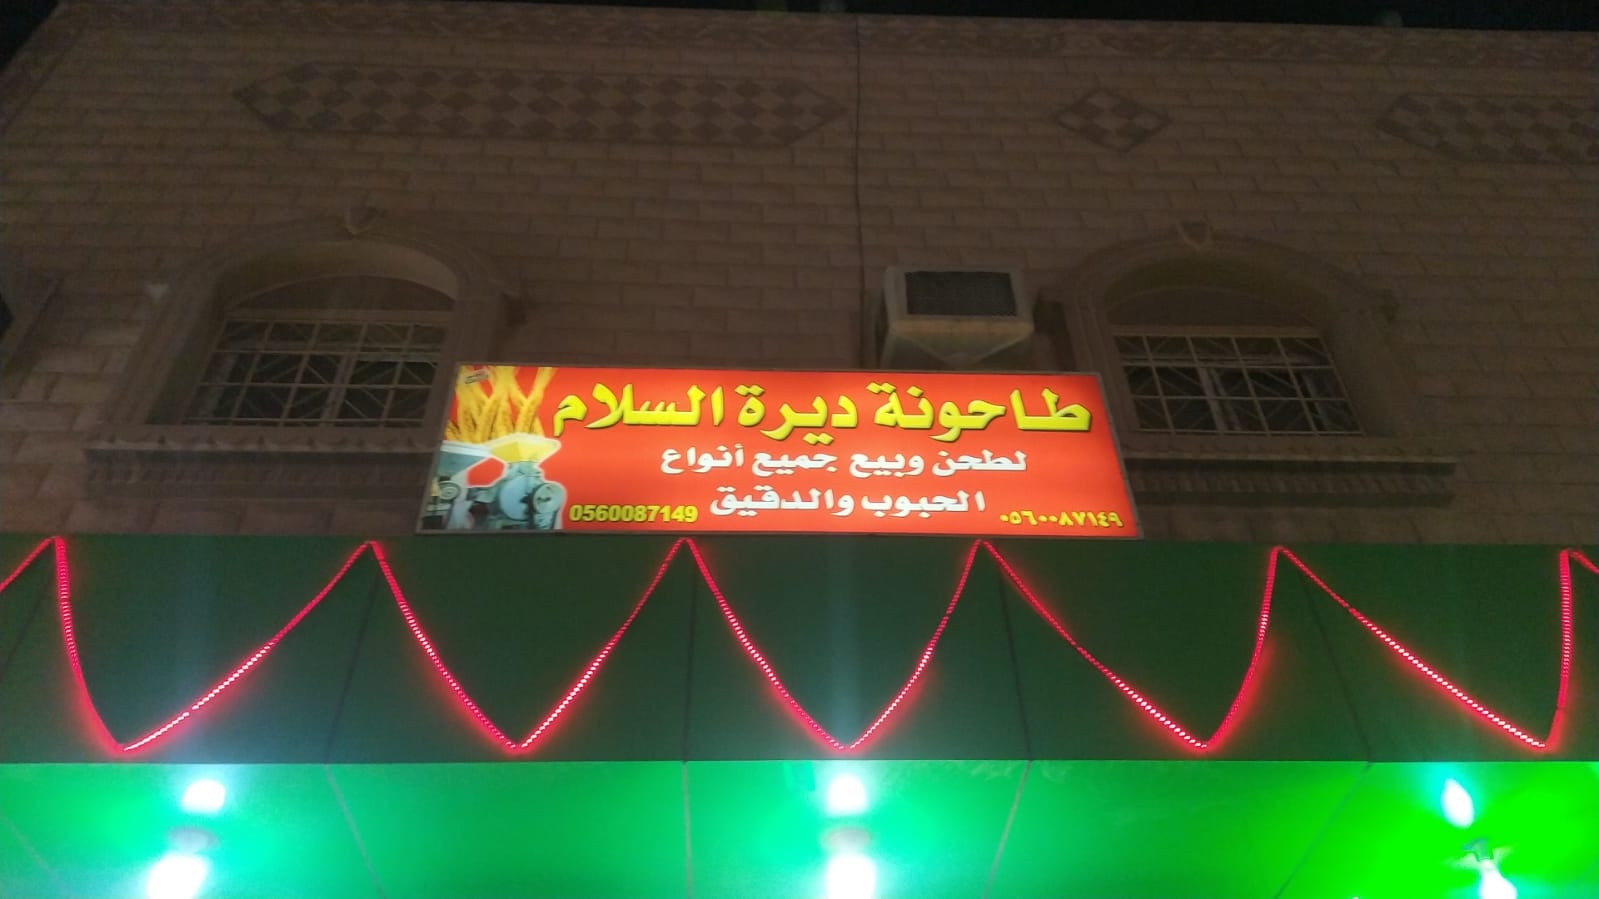 طاحونة ديرة السلام
لطحن وبيع جميع أنواع
الحبوب والدقيق
٠٥٦٠٠٨٧١٤٩
0560087149